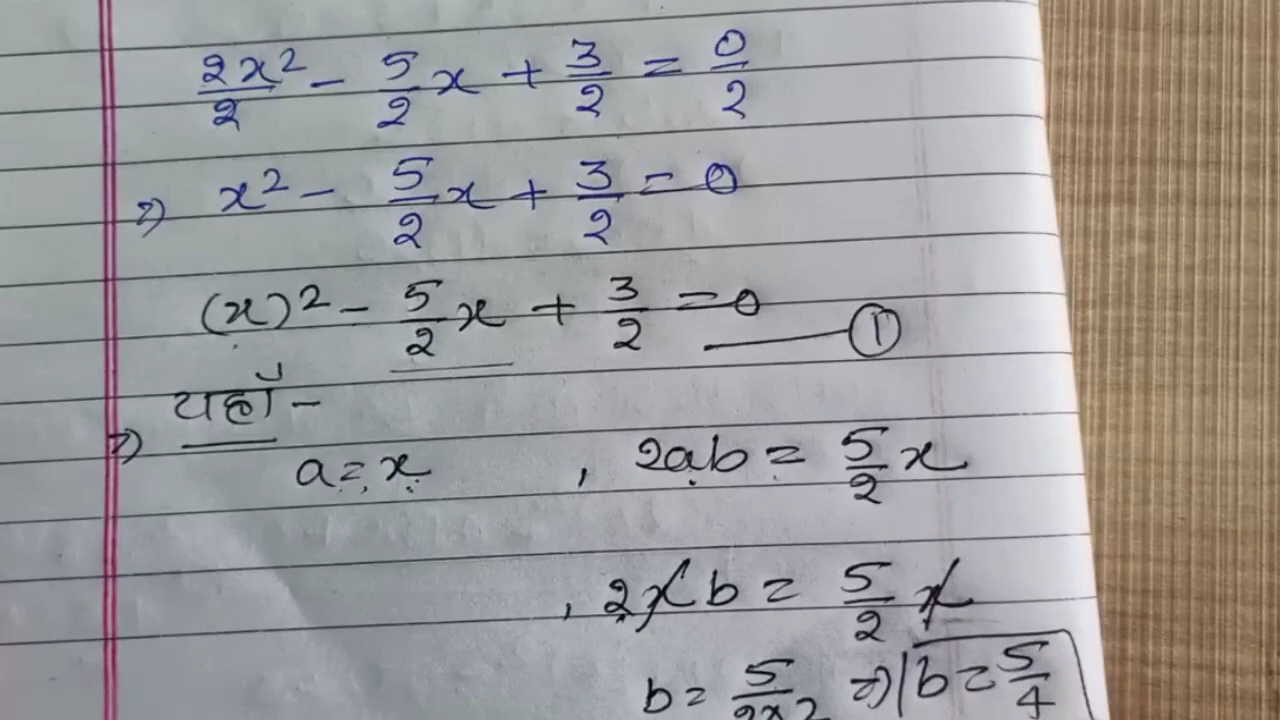 2x²/2 - 5/2 x + 3/2 = 0/2
⇒ x² - 5/2 x + 3/2 = 0
(x)² - 5/2 x + 3/2 = 0 —— ①
⇒ यहाँ -
a = x , 2ab = 5/2 x
, 2x b = 5/2 x
b = 5/2×2 ⇒ b = 5/4